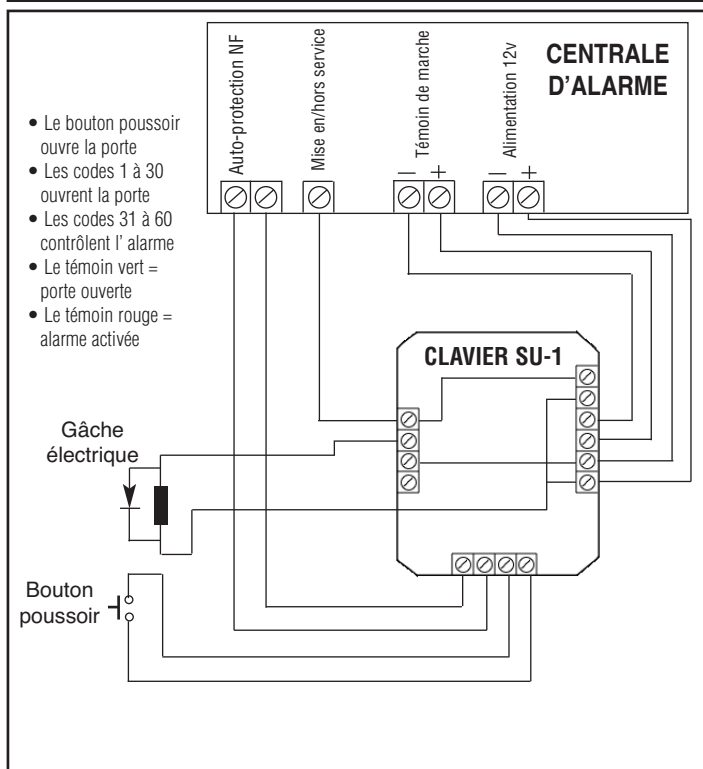 CENTRALE
D'ALARME
Auto-protection NF
Mise en/hors service
Témoin de marche
Alimentation 12v
– +
– +
• Le bouton poussoir
ouvre la porte
• Les codes 1 à 30
ouvrent la porte
• Les codes 31 à 60
contrôlent l' alarme
• Le témoin vert =
porte ouverte
• Le témoin rouge =
alarme activée
CLAVIER SU-1
Gâche
électrique
Bouton
poussoir